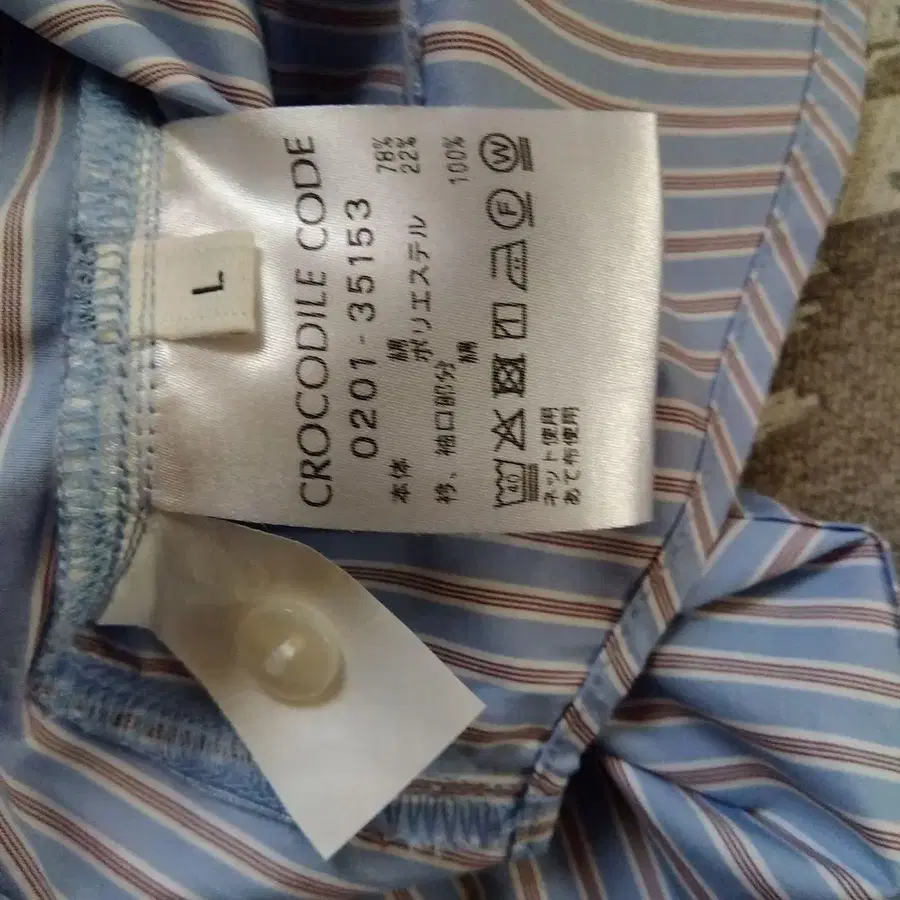 CROCODILE CODE
0201-35153
本体 綿 78%
ポリエステル 22%
衿、袖口部分 綿 100%
40
F
W
ネット使用
あて布使用
L